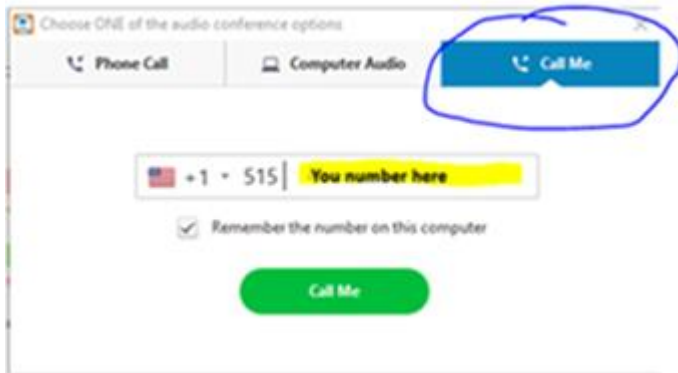 Choose ONE of the audio conference options
Phone Call Computer Audio Call Me
+1 515 You number here
Remember the number on this computer
Call Me